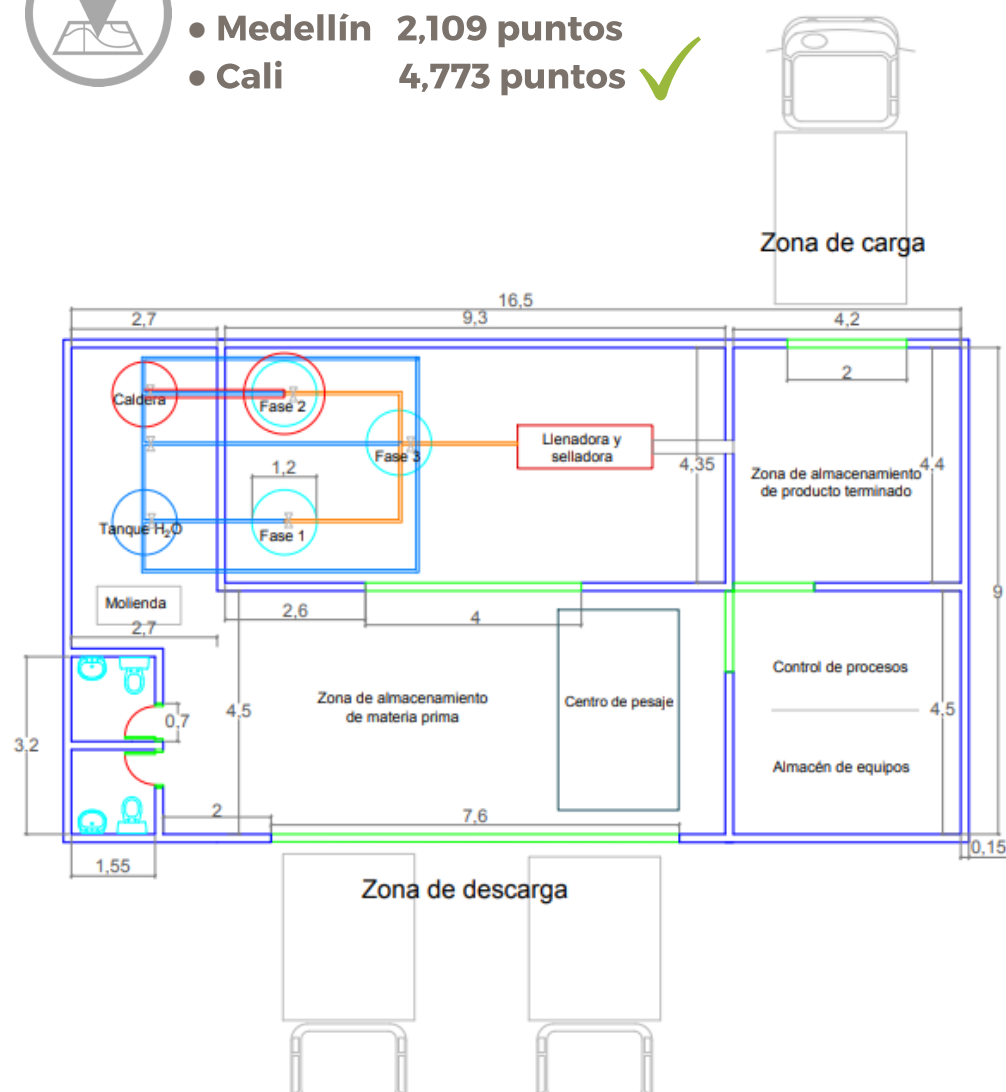 ● Medellín 2,109 puntos
● Cali 4,773 puntos
Zona de carga
16,5
2,7
9,3
4,2
2
Caldera
Fase 2
Fase 3
Llenadora y
selladora
4,35
4,4
Zona de almacenamiento
de producto terminado
1,2
Tanque H₂O
Fase 1
Molienda
2,7
2,6
4
9
Control de procesos
Zona de almacenamiento
de materia prima
Centro de pesaje
4,5
0,7
4,5
3,2
Almacén de equipos
2
7,6
1,55
0,15
Zona de descarga